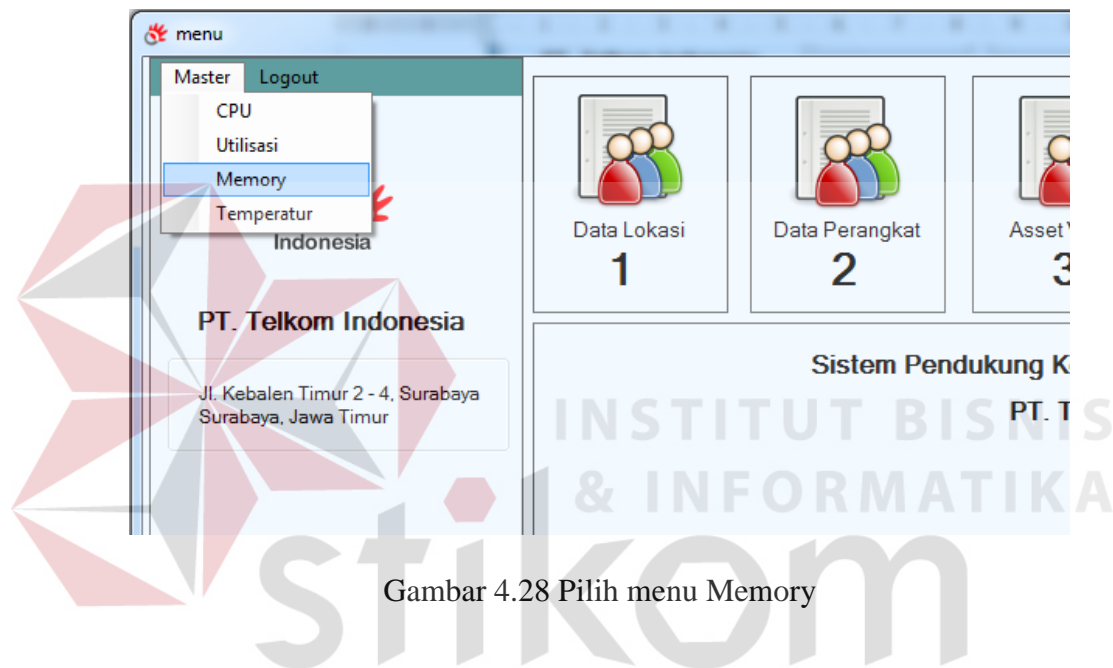 menu
Master Logout
CPU
Utilisasi
Memory
Temperatur
Indonesia
PT. Telkom Indonesia
Jl. Kebalen Timur 2 - 4, Surabaya
Surabaya, Jawa Timur
Data Lokasi
1
Data Perangkat
2
Asset
3
Sistem Pendukung K
PT. T
INSTITUT BISNIS
& INFORMATIKA
stikom
Gambar 4.28 Pilih menu Memory